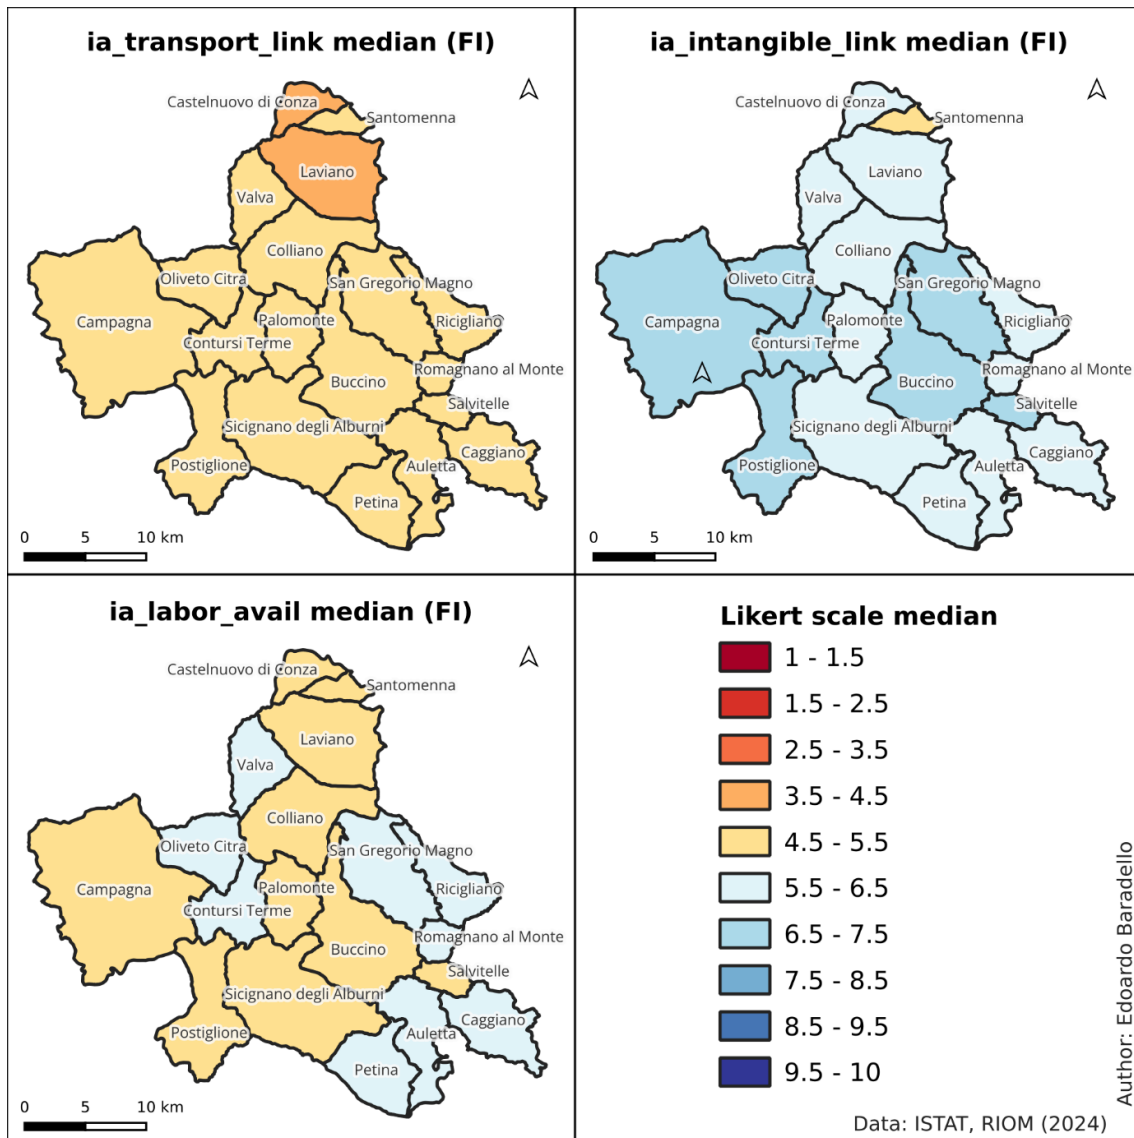 ia_transport_link median (FI)
Castelnuovo di Conza
Santomenna
Laviano
Valva
Colliano
Oliveto Citra
San Gregorio Magno
Campagna
Palomonte
Ricigliano
Contursi Terme
Romagnano al Monte
Buccino
Salvitelle
Sicignano degli Alburni
Caggiano
Postiglione
Auletta
Petina
0 5 10 km
ia_intangible_link median (FI)
Castelnuovo di Conza
Santomenna
Laviano
Valva
Colliano
Oliveto Citra
San Gregorio Magno
Campagna
Palomonte
Ricigliano
Contursi Terme
Romagnano al Monte
Buccino
Salvitelle
Sicignano degli Alburni
Caggiano
Postiglione
Auletta
Petina
0 5 10 km
ia_labor_avail median (FI)
Castelnuovo di Conza
Santomenna
Laviano
Valva
Colliano
Oliveto Citra
San Gregorio Magno
Campagna
Palomonte
Ricigliano
Contursi Terme
Romagnano al Monte
Buccino
Salvitelle
Sicignano degli Alburni
Caggiano
Postiglione
Auletta
Petina
0 5 10 km
Likert scale median
1 - 1.5
1.5 - 2.5
2.5 - 3.5
3.5 - 4.5
4.5 - 5.5
5.5 - 6.5
6.5 - 7.5
7.5 - 8.5
8.5 - 9.5
9.5 - 10
Author: Edoardo Barradello
Data: ISTAT, RIOM (2024)